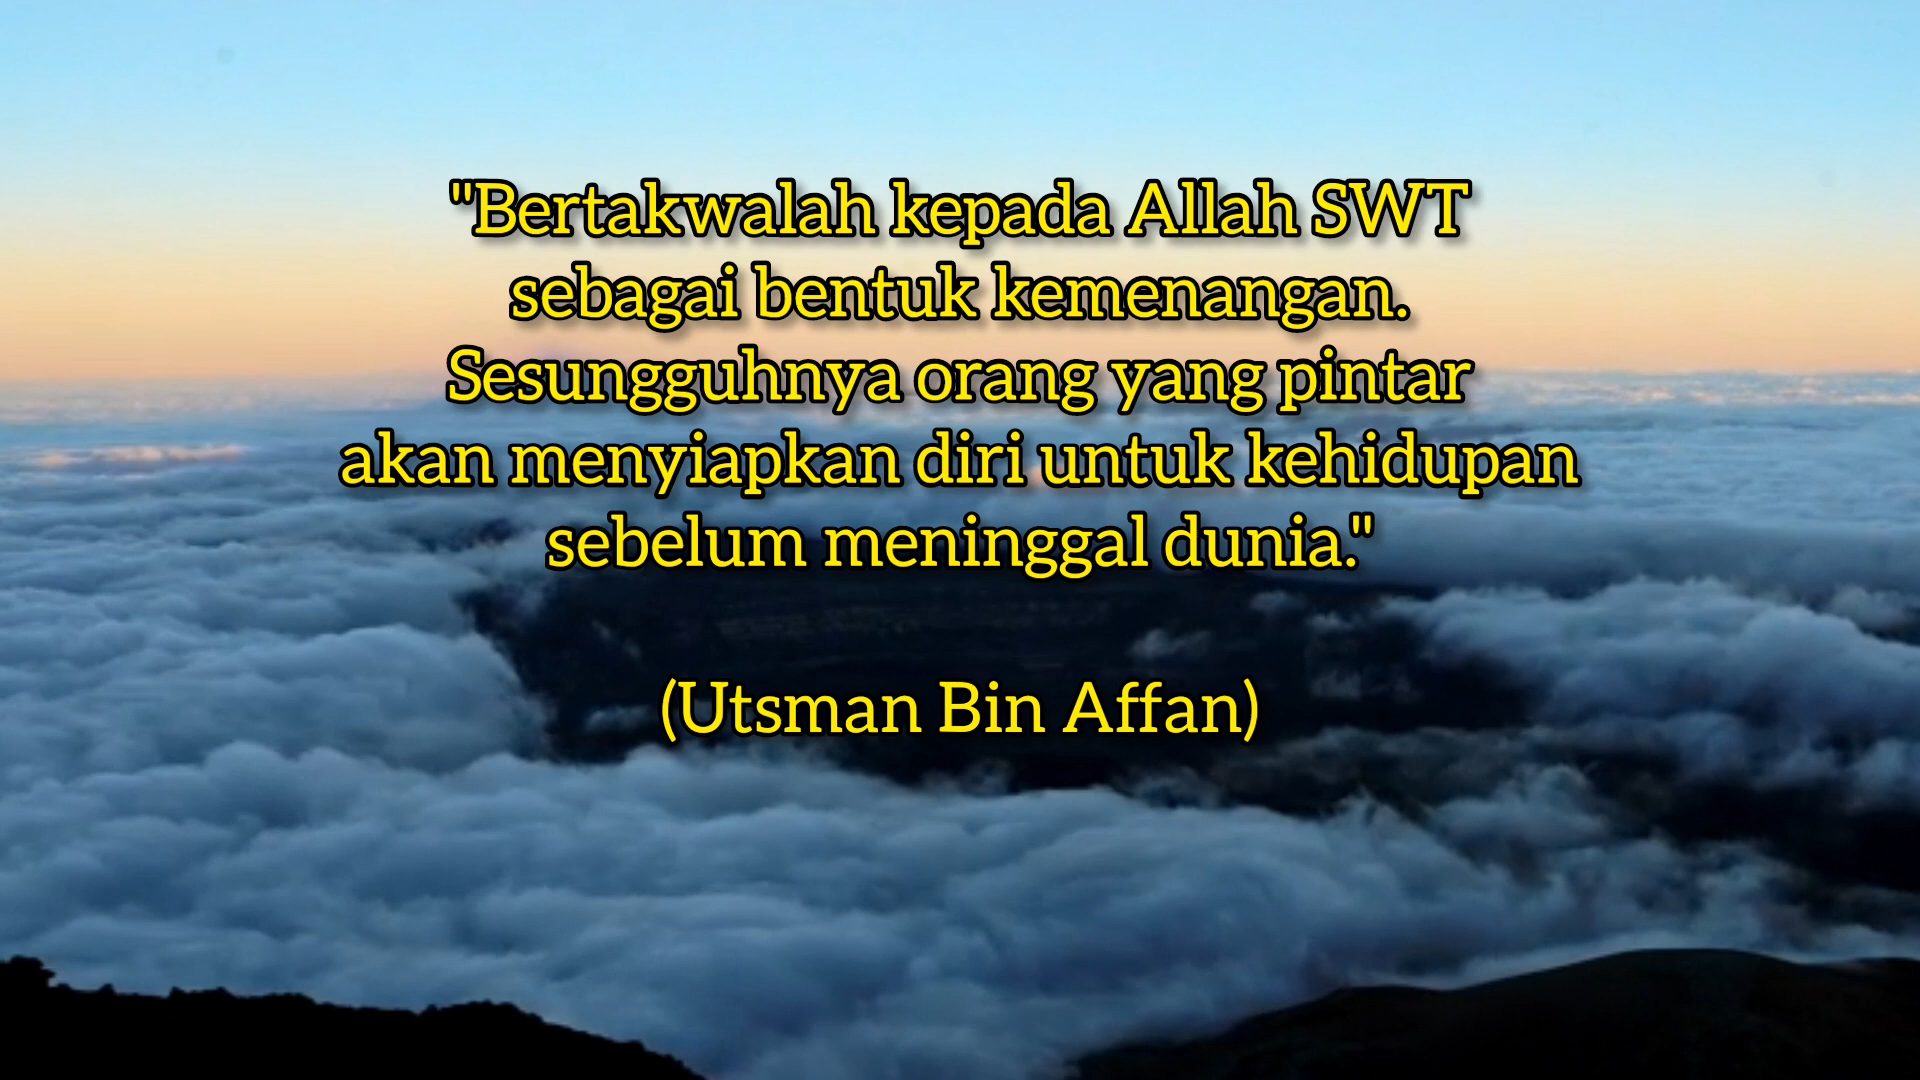 "Bertakwalah kepada Allah SWT
sebagai bentuk kemenangan.
Sesungguhnya orang yang pintar
akan menyiapkan diri untuk kehidupan
sebelum meninggal dunia."
(Utsman Bin Affan)